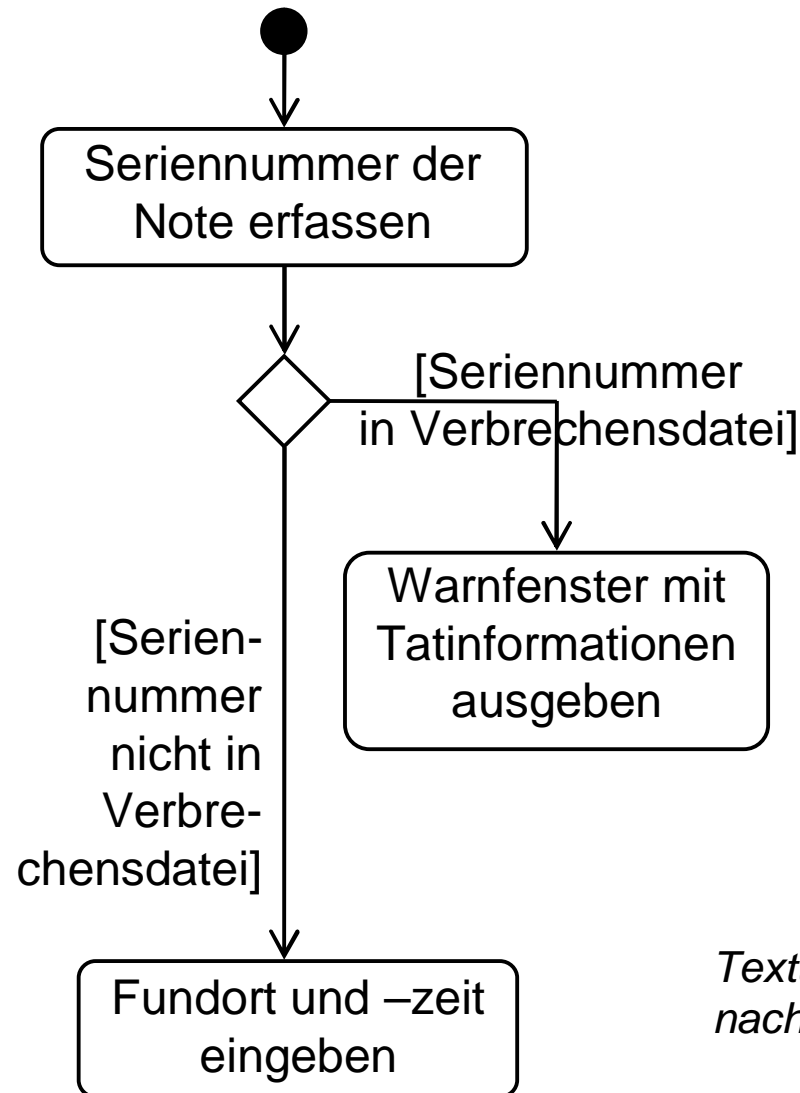 Seriennummer der
Note erfassen
[Seriennummer
in Verbrechensdatei]
Warnfenster mit
Tatinformationen
ausgeben
[Serien-
nummer
nicht in
Verbre-
chensdatei]
Fundort und –zeit
eingeben
nach